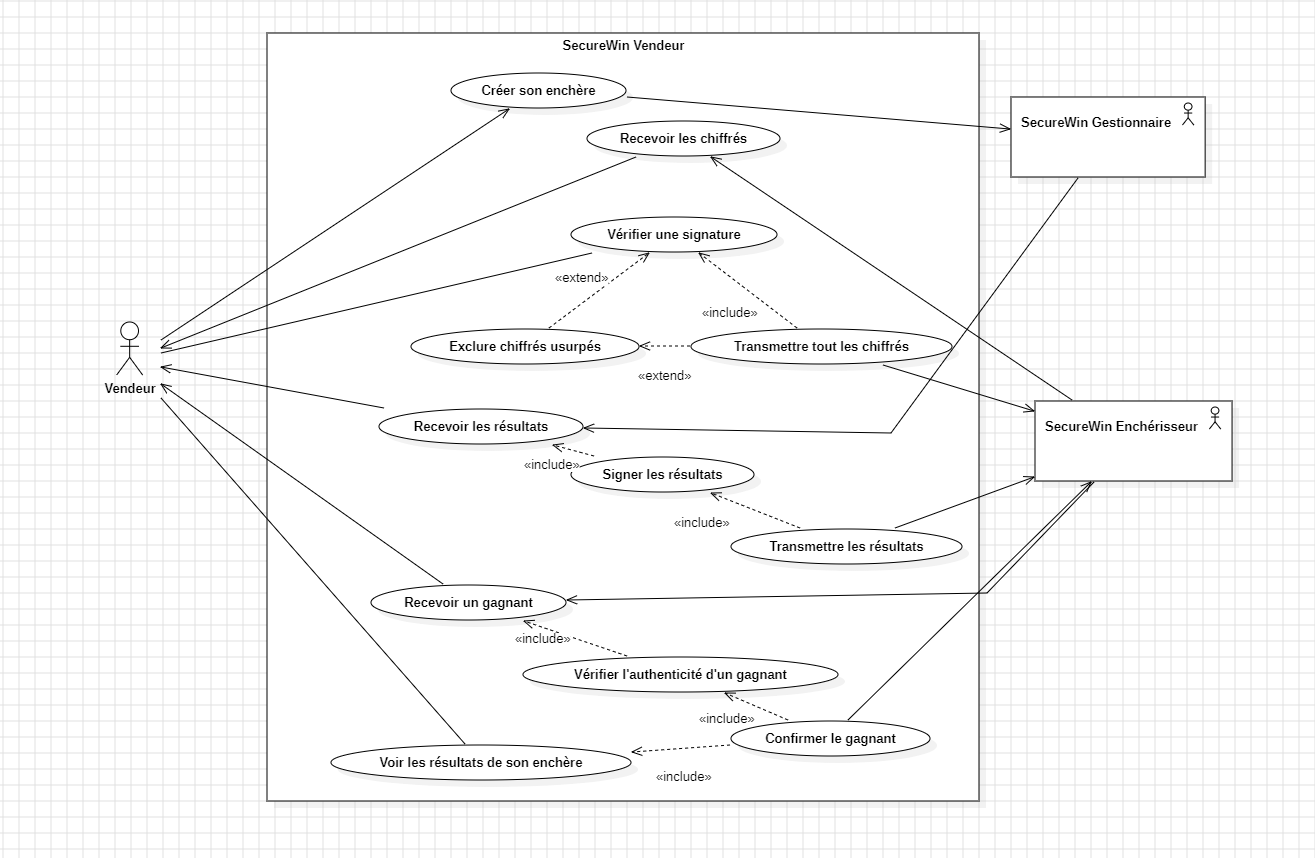 SecureWin Vendeur
Créer son enchère
SecureWin Gestionnaire
Recevoir les chiffrés
Vérifier une signature
«extend»
«include»
Exclure chiffrés usurpés
Transmettre tout les chiffrés
«extend»
Vendeur
Recevoir les résultats
SecureWin Enchérisseur
«include»
Signer les résultats
«include»
Transmettre les résultats
Recevoir un gagnant
«include»
Vérifier l'authenticité d'un gagnant
«include»
Confirmer le gagnant
Voir les résultats de son enchère
«include»